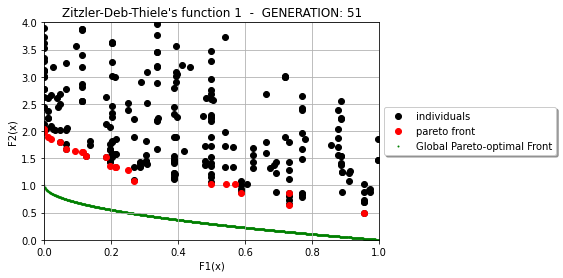 Zitzler-Deb-Thiele's function 1 - GENERATION: 51
4.0
3.5
3.0
2.5
2.0
1.5
1.0
0.5
0.0
F2(x)
0.0 0.2 0.4 0.6 0.8 1.0
F1(x)
individuals
pareto front
Global Pareto-optimal Front